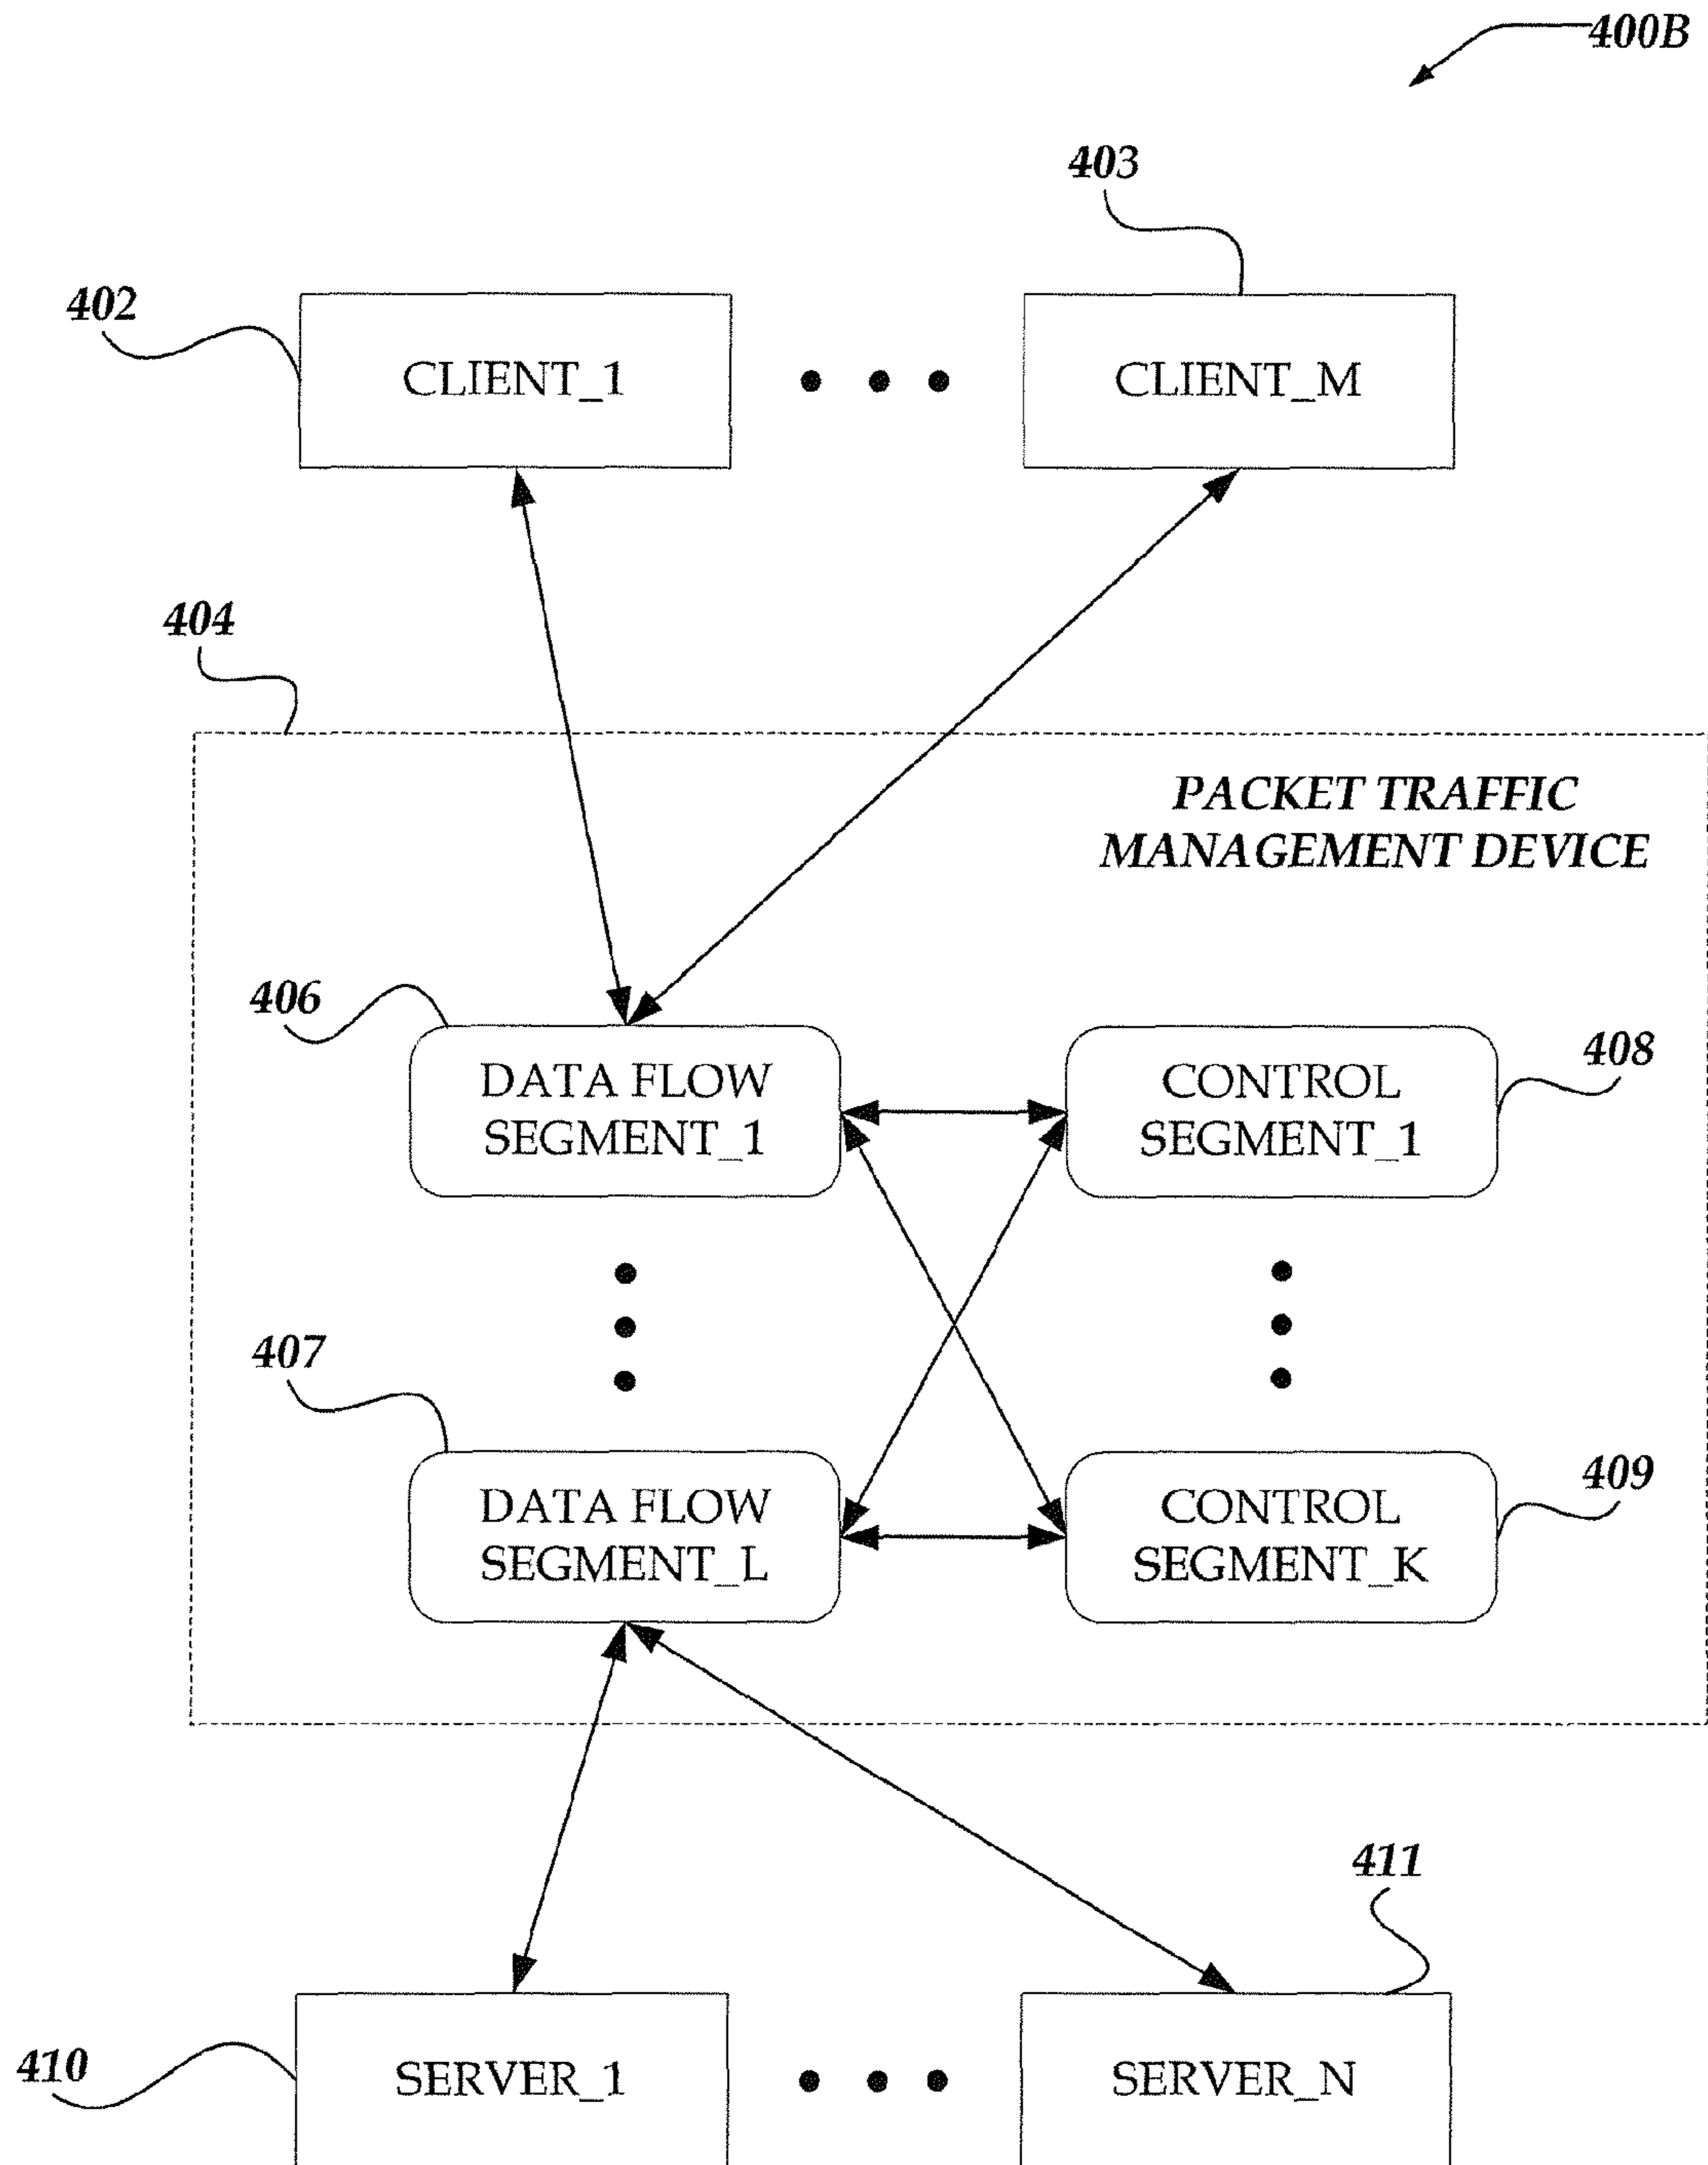 400B
403
402
CLIENT_1
CLIENT_M
404
PACKET TRAFFIC
MANAGEMENT DEVICE
406
DATA FLOW
SEGMENT_1
CONTROL
SEGMENT_1
408
407
DATA FLOW
SEGMENT_L
CONTROL
SEGMENT_K
409
411
410
SERVER_1
SERVER_N